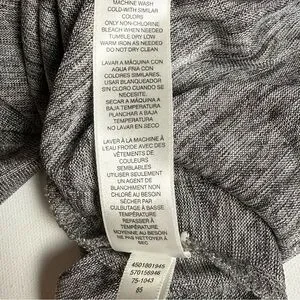 MACHINE WASH
COLD-WITH SIMILAR
COLORS
ONLY NON-CHLORINE
BLEACH WHEN NEEDED
TUMBLE DRY LOW
WARM IRON AS NEEDED
DO NOT DRY CLEAN
LAVAR A MÁQUINA CON
AGUA FRIA CON
COLORES SIMILARES.
USAR BLANQUEADOR
SIN CLORO CUANDO SE
NECESITE.
SECAR A MÁQUINA A
BAJA TEMPERATURA
PLANCHAR A BAJA
TEMPERATURA
NO LAVAR EN SECO
LAVER À LA MACHINE À
L'EAU FROIDE AVEC DES
VÊTEMENTS DE
COULEURS
SEMBLABLES
UTILISER SEULEMENT
UN AGENT DE
BLANCHIMENT NON
CHLORÉ AU BESOIN
SÉCHER PAR
CULBUTAGE À BASSE
TEMPÉRATURE
REPASSER À
TEMPÉRATURE
MOYENNE AU BESOIN
NE PAS NETTOYER À
SEC
4501801945
570156946
75-1043
85